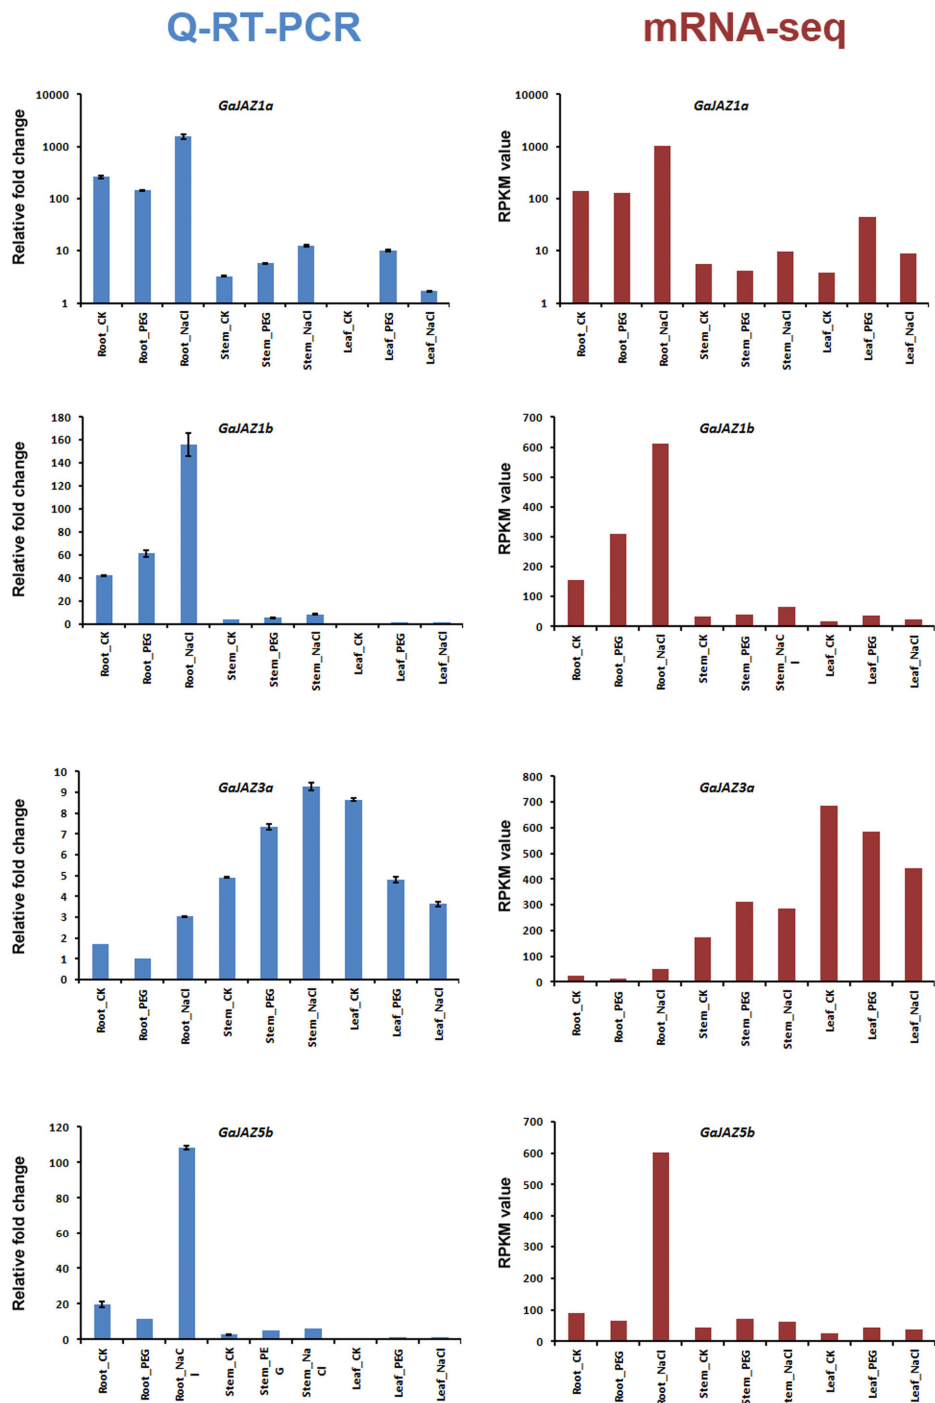 Q-RT-PCR
mRNA-seq
GaJAZ1a
Relative fold change
10000
1000
100
10
1
Root_CK
Root_PEG
Root_NaCl
Stem_CK
Stem_PEG
Stem_NaCl
Leaf_CK
Leaf_PEG
Leaf_NaCl
GaJAZ1a
RPKM value
10000
1000
100
10
1
Root_CK
Root_PEG
Root_NaCl
Stem_CK
Stem_PEG
Stem_NaCl
Leaf_CK
Leaf_PEG
Leaf_NaCl
GaJAZ1b
Relative fold change
180
160
140
120
100
80
60
40
20
0
Root_CK
Root_PEG
Root_NaCl
Stem_CK
Stem_PEG
Stem_NaCl
Leaf_CK
Leaf_PEG
Leaf_NaCl
GaJAZ1b
RPKM value
700
600
500
400
300
200
100
0
Root_CK
Root_PEG
Root_NaCl
Stem_CK
Stem_PEG
Stem_NaC
l
Leaf_CK
Leaf_PEG
Leaf_NaCl
GaJAZ3a
Relative fold change
10
9
8
7
6
5
4
3
2
1
0
Root_CK
Root_PEG
Root_NaCl
Stem_CK
Stem_PEG
Stem_NaCl
Leaf_CK
Leaf_PEG
Leaf_NaCl
GaJAZ3a
RPKM value
800
700
600
500
400
300
200
100
0
Root_CK
Root_PEG
Root_NaCl
Stem_CK
Stem_PEG
Stem_NaCl
Leaf_CK
Leaf_PEG
Leaf_NaCl
GaJAZ5b
Relative fold change
120
100
80
60
40
20
0
Root_CK
Root_PEG
Root_NaC
l
Stem_CK
Stem_PE
G
Stem_Na
Cl
Leaf_CK
Leaf_PEG
Leaf_NaCl
GaJAZ5b
RPKM value
700
600
500
400
300
200
100
0
Root_CK
Root_PEG
Root_NaCl
Stem_CK
Stem_PEG
Stem_NaCl
Leaf_CK
Leaf_PEG
Leaf_NaCl